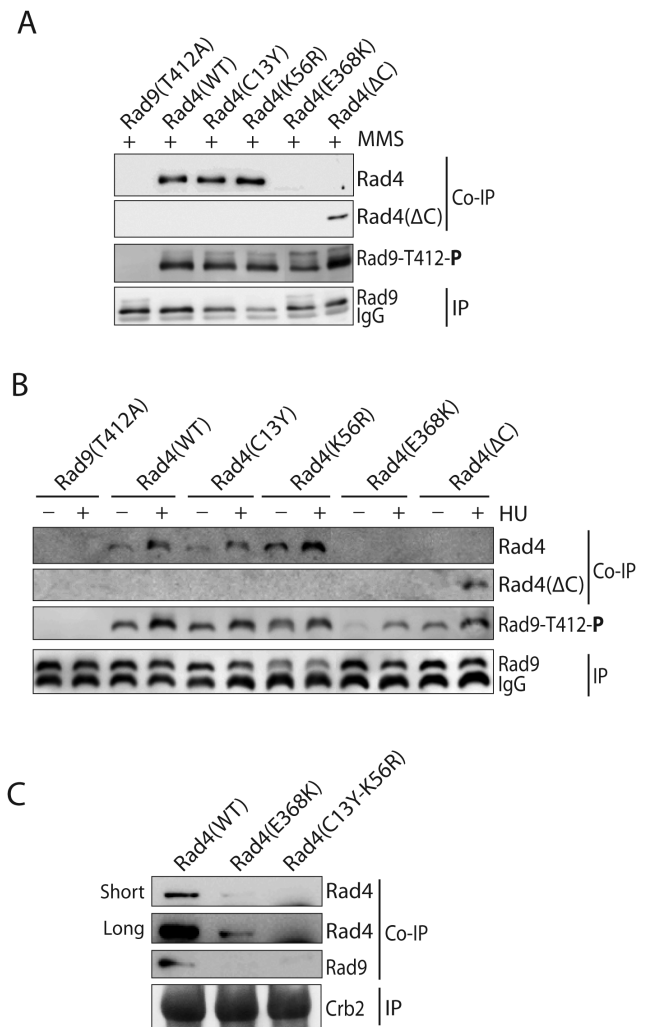 A
Rad9(T412A)
Rad4(WT)
Rad4(C13Y)
Rad4(K56R)
Rad4(E368K)
Rad4(ΔC)
+ + + + + + MMS
Rad4
Rad4(ΔC)
Co-IP
Rad9-T412-P
Rad9
IgG
IP
B
Rad9(T412A)
Rad4(WT)
Rad4(C13Y)
Rad4(K56R)
Rad4(E368K)
Rad4(ΔC)
− + − + − + − + − + − + HU
Rad4
Rad4(ΔC)
Co-IP
Rad9-T412-P
Rad9
IgG
IP
C
Rad4(WT)
Rad4(E368K)
Rad4(C13Y-K56R)
Short Rad4
Long Rad4
Co-IP
Rad9
Crb2 IP